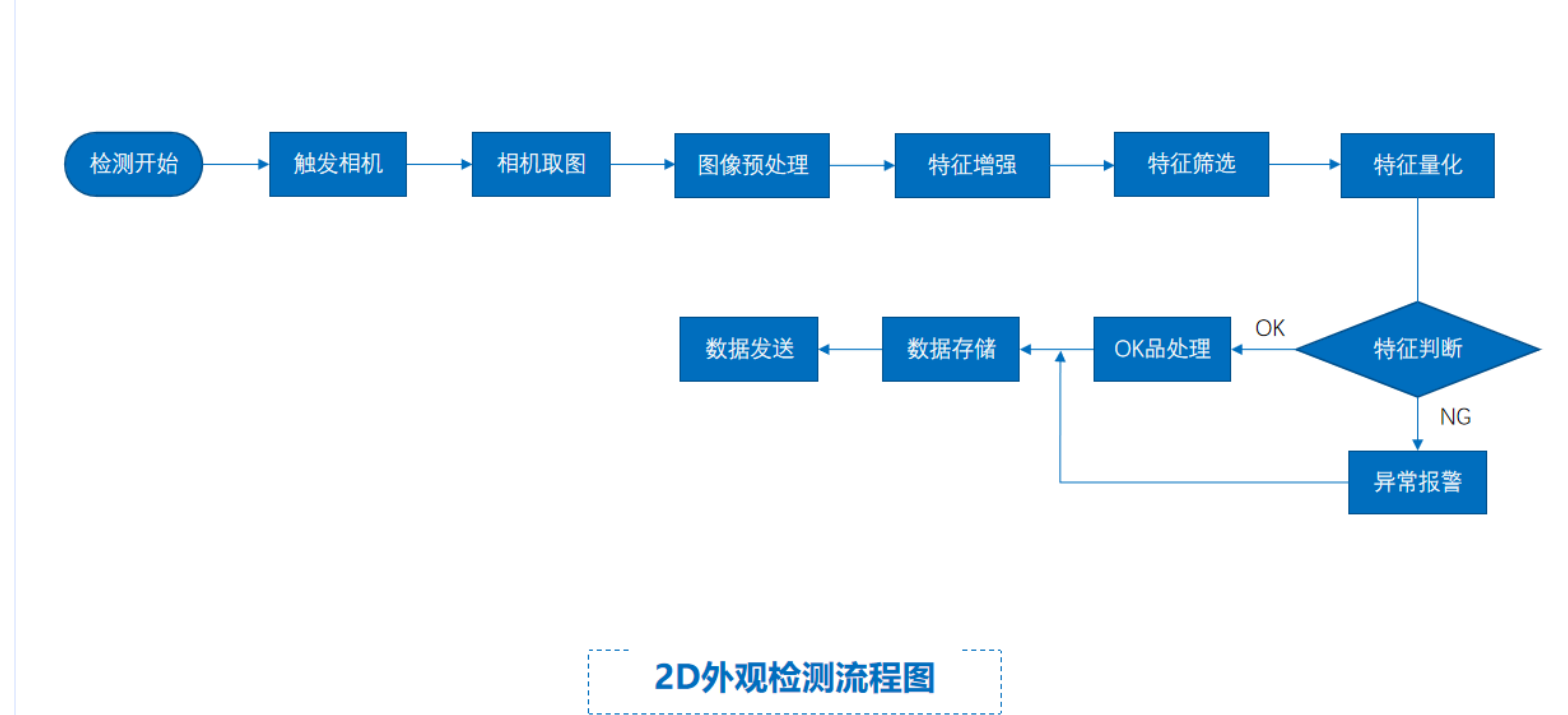 检测开始
触发相机
相机取图
图像预处理
特征增强
特征筛选
特征量化
数据发送
数据存储
OK品处理
OK
特征判断
NG
异常报警
2D外观检测流程图